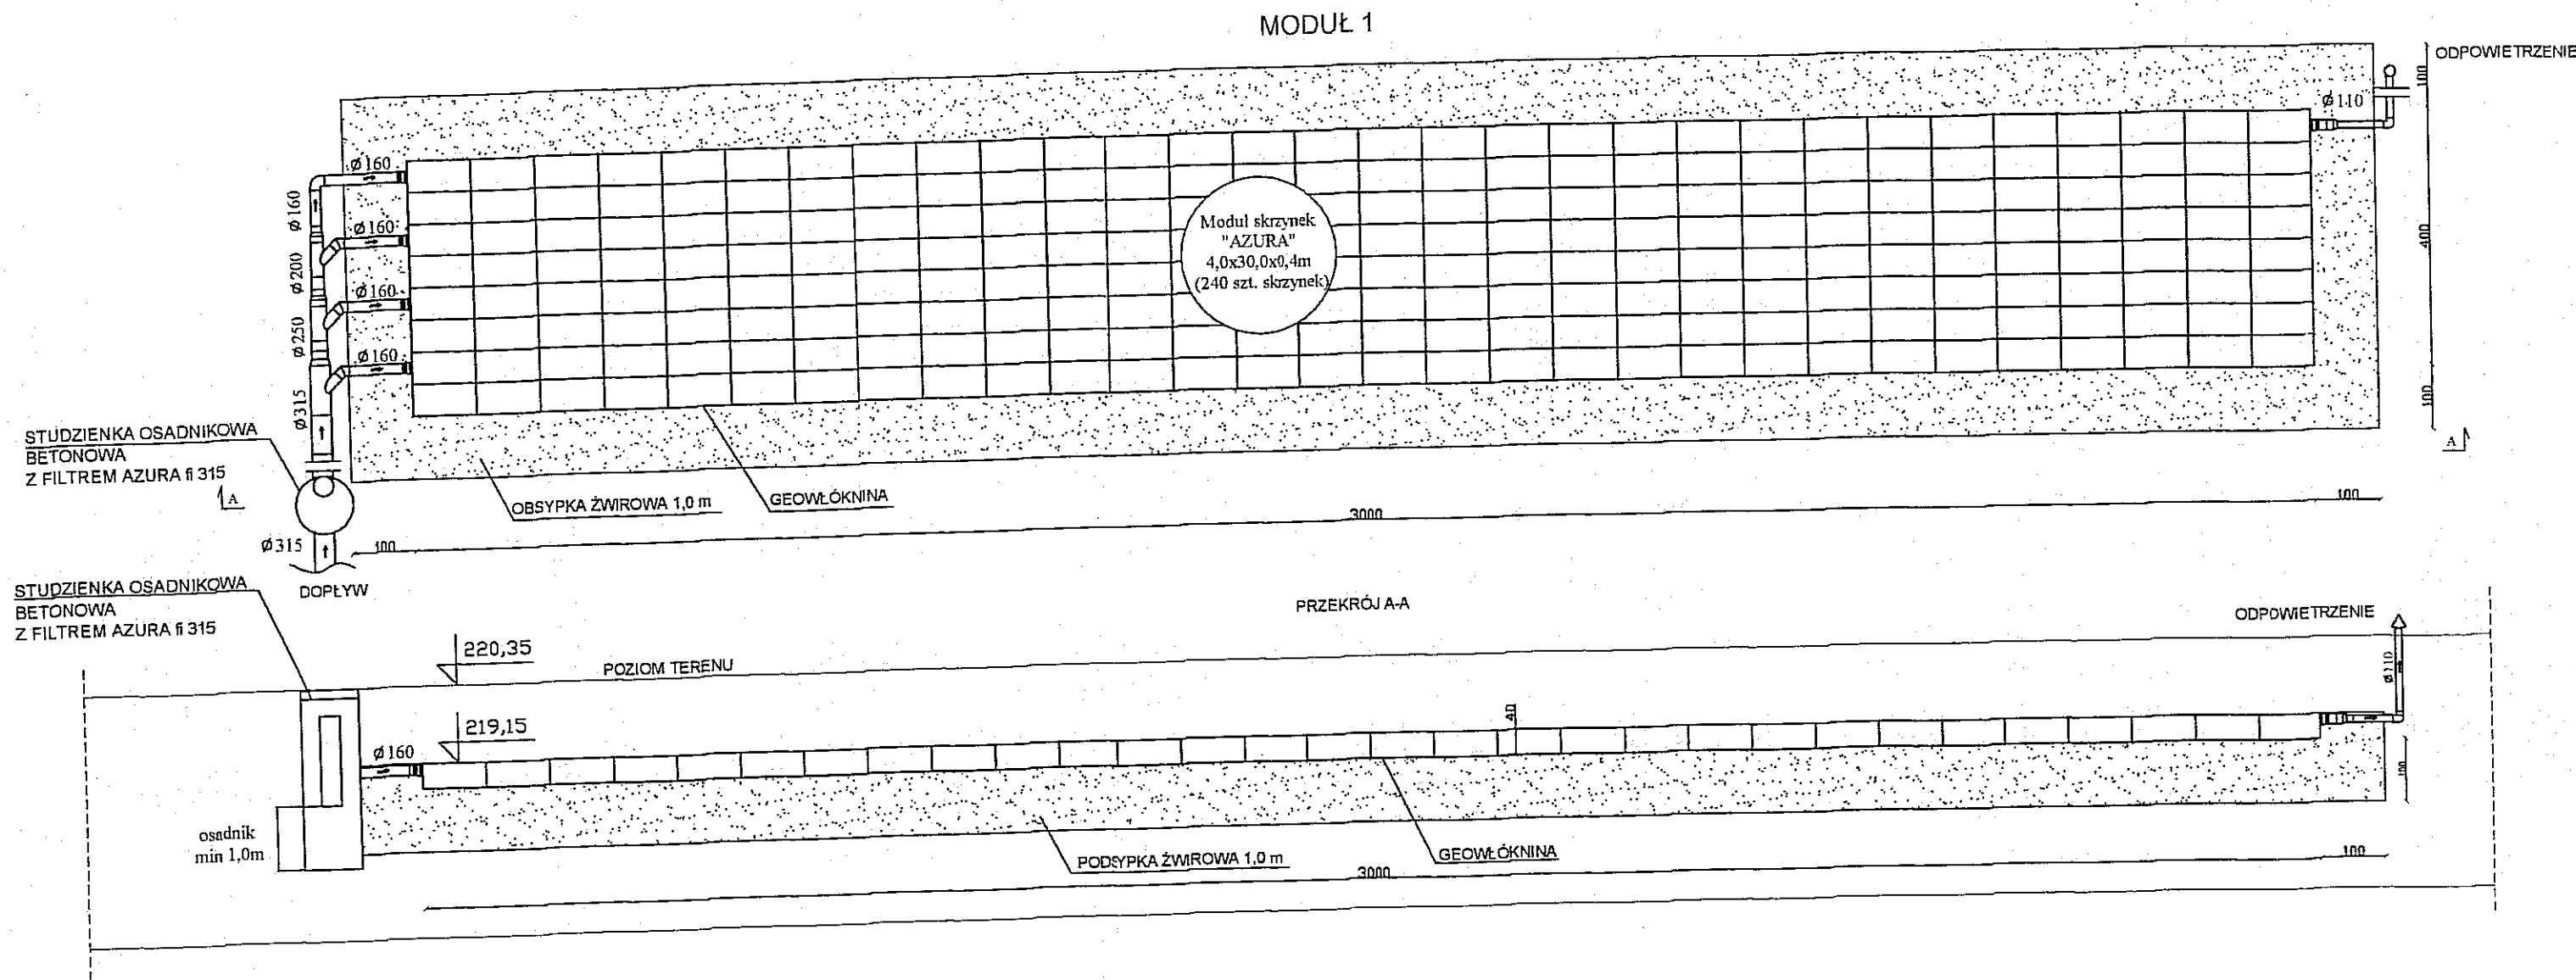 MODUŁ 1
ODPOWIETRZENIE
100
Ø110
Ø160
Ø160
Ø160
Ø200
Ø160
Ø250
Ø160
Ø315
Moduł skrzynek
"AZURA"
4,0x30,0x0,4m
(240 szt. skrzynek)
400
100
STUDZIENKA OSADNIKOWA
BETONOWA
Z FILTREM AZURA fi 315
A
A
OBSYPKA ŻWIROWA 1,0 m
GEOWŁÓKNINA
100
3000
100
Ø315
DOPŁYW
STUDZIENKA OSADNIKOWA
BETONOWA
Z FILTREM AZURA fi 315
PRZEKRÓJ A-A
ODPOWIETRZENIE
220,35
POZIOM TERENU
Ø110
219,15
40
Ø160
100
osadnik
min 1,0m
PODSYPKA ŻWIROWA 1,0 m
GEOWŁÓKNINA
3000
100